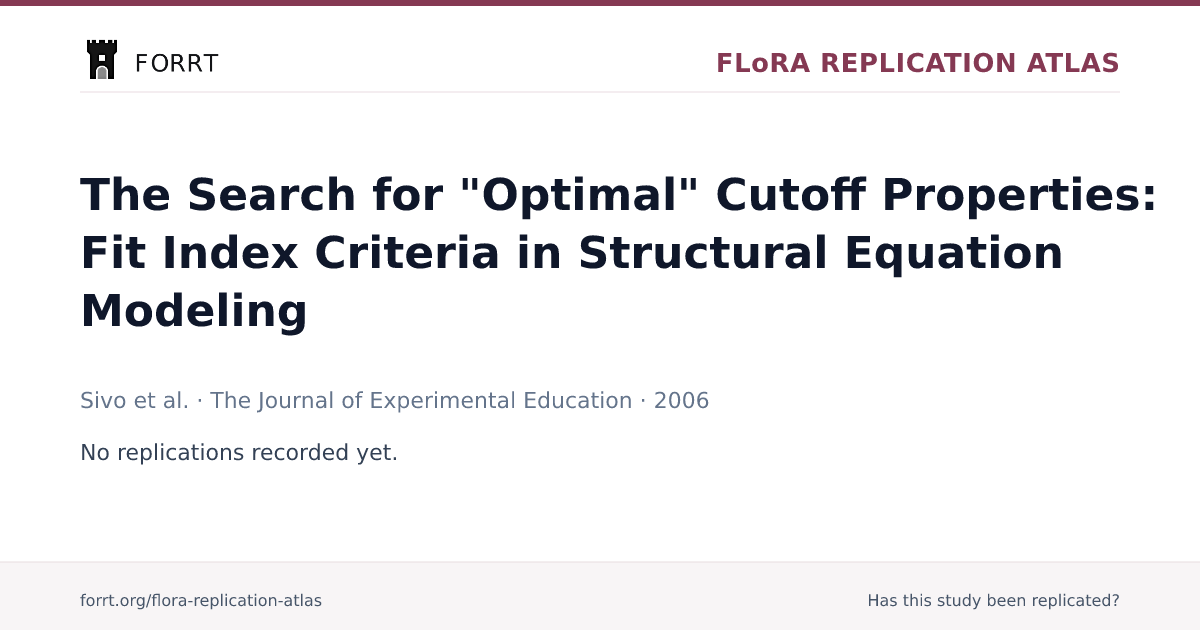 FORRT
FLoRA REPLICATION ATLAS
The Search for "Optimal" Cutoff Properties:
Fit Index Criteria in Structural Equation
Modeling
Sivo et al. · The Journal of Experimental Education · 2006
No replications recorded yet.
forrt.org/flora-replication-atlas
Has this study been replicated?